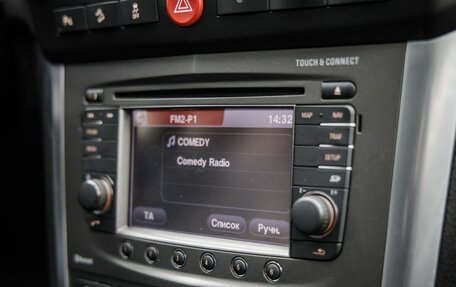 TOUCH & CONNECT
FM2-P1
14:32
COMEDY
Comedy Radio
TA
Список
Ручн.
MAP
NAV
TRAF
SETUP